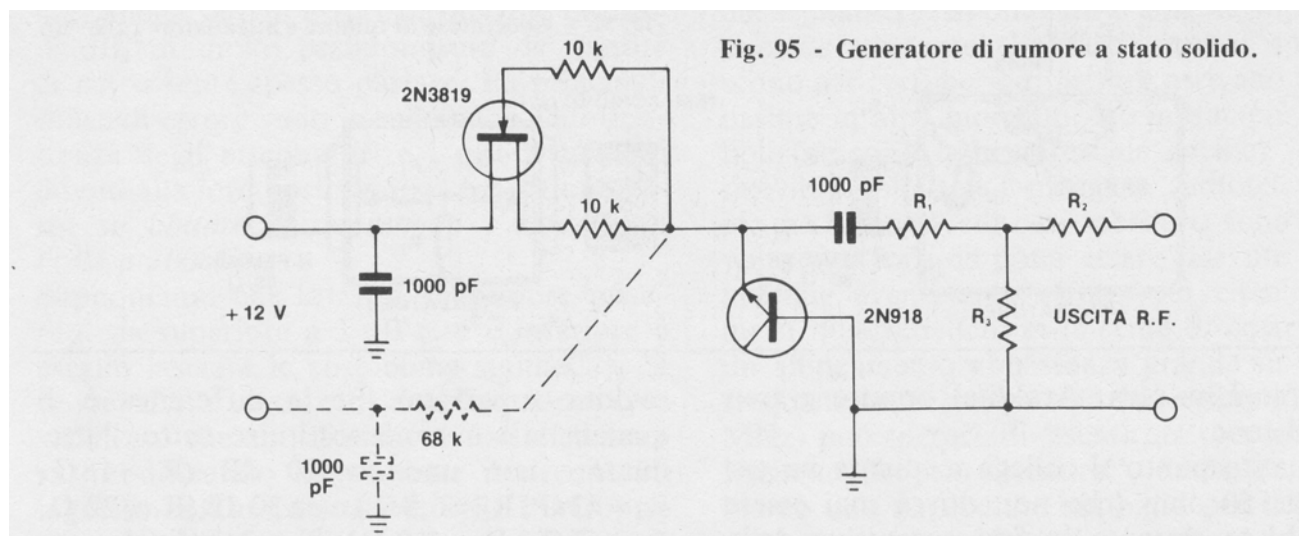 Fig. 95 - Generatore di rumore a stato solido.
10 k
2N3819
10 k
1000 pF
R₁
R₂
1000 pF
+ 12 V
2N918
R₃
USCITA R.F.
68 k
1000
pF